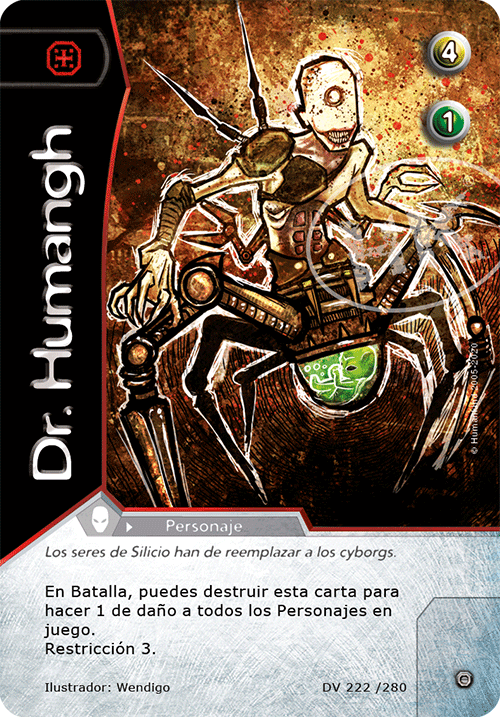 4
1
Dr. Humangh
Personaje
Los seres de Silicio han de reemplazar a los cyborgs.
En Batalla, puedes destruir esta carta para
hacer 1 de daño a todos los Personajes en
juego.
Restricción 3.
Ilustrador: Wendigo
DV 222 /280